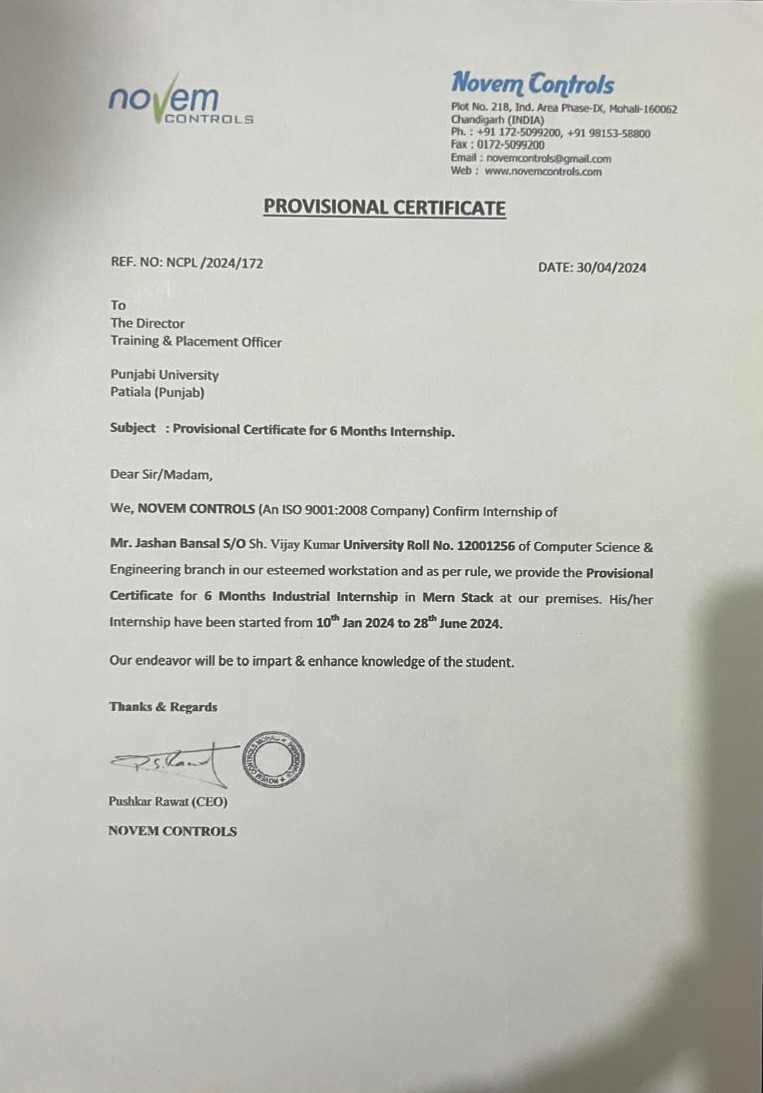 novem
CONTROLS
Novem Controls
Plot No. 218, Ind. Area Phase-IX, Mohali-160062
Chandigarh (INDIA)
Ph. : +91 172-5099200, +91 98153-58800
Fax : 0172-5099200
Email : novemcontrols@gmail.com
Web : www.novemcontrols.com
PROVISIONAL CERTIFICATE
REF. NO: NCPL /2024/172
DATE: 30/04/2024
To
The Director
Training & Placement Officer
Punjabi University
Patiala (Punjab)
Subject : Provisional Certificate for 6 Months Internship.
Dear Sir/Madam,
We, NOVEM CONTROLS (An ISO 9001:2008 Company) Confirm Internship of
Mr. Jashan Bansal S/O Sh. Vijay Kumar University Roll No. 12001256 of Computer Science &
Engineering branch in our esteemed workstation and as per rule, we provide the Provisional
Certificate for 6 Months Industrial Internship in Mern Stack at our premises. His/her
Internship have been started from 10th Jan 2024 to 28th June 2024.
Our endeavor will be to impart & enhance knowledge of the student.
Thanks & Regards
P.S. Rawat
NOVEM CONTROLS MOHALI
Pushkar Rawat (CEO)
NOVEM CONTROLS